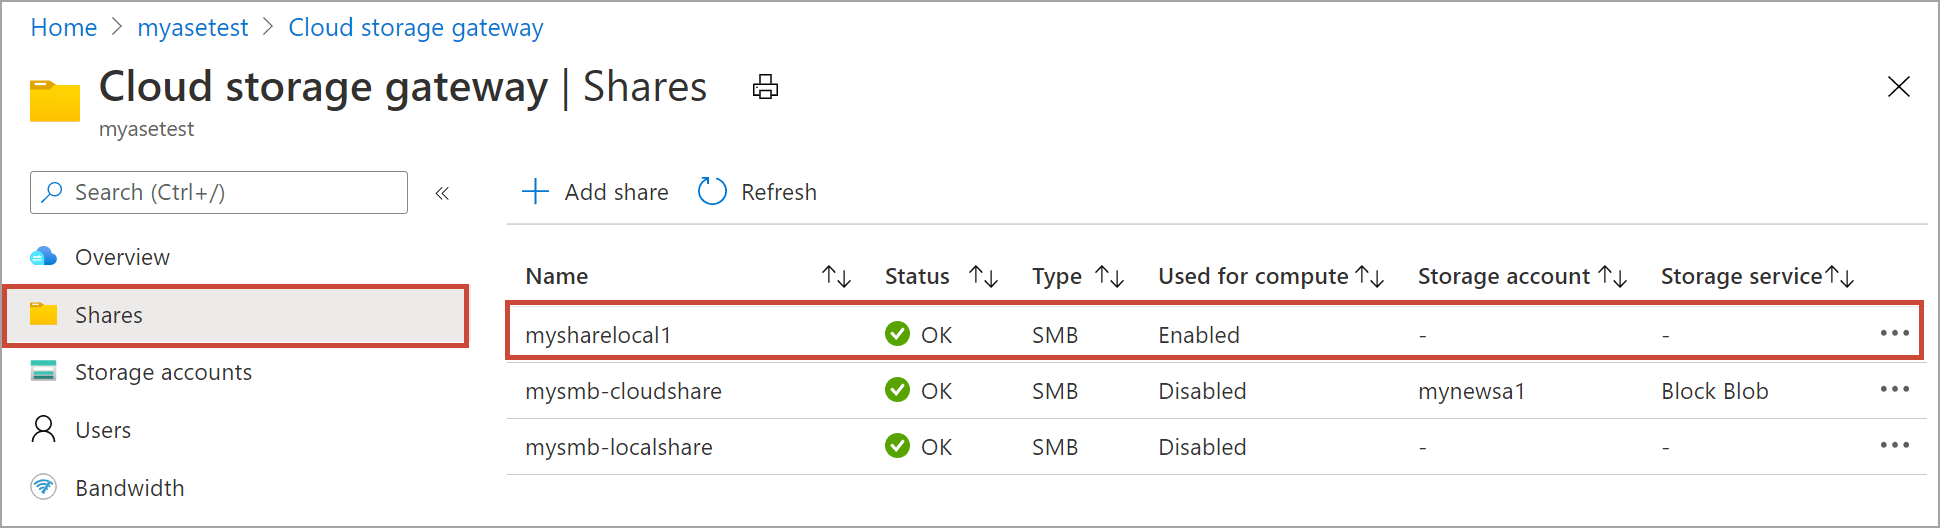 Home > myasetest > Cloud storage gateway
Cloud storage gateway | Shares
myasetest
Search (Ctrl+/)
«
Add share
Refresh
Overview
Shares
Storage accounts
Users
Bandwidth
Name Status Type Used for compute Storage account Storage service
mysharelocal1 OK SMB Enabled - - •••
mysmb-cloudshare OK SMB Disabled mynewsa1 Block Blob •••
mysmb-localshare OK SMB Disabled - - •••